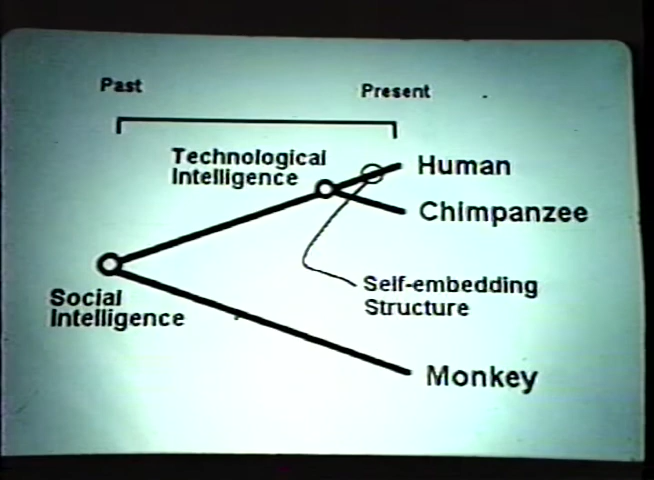 Past
Present
Technological
Intelligence
Human
Chimpanzee
Self-embedding
Structure
Social
Intelligence
Monkey